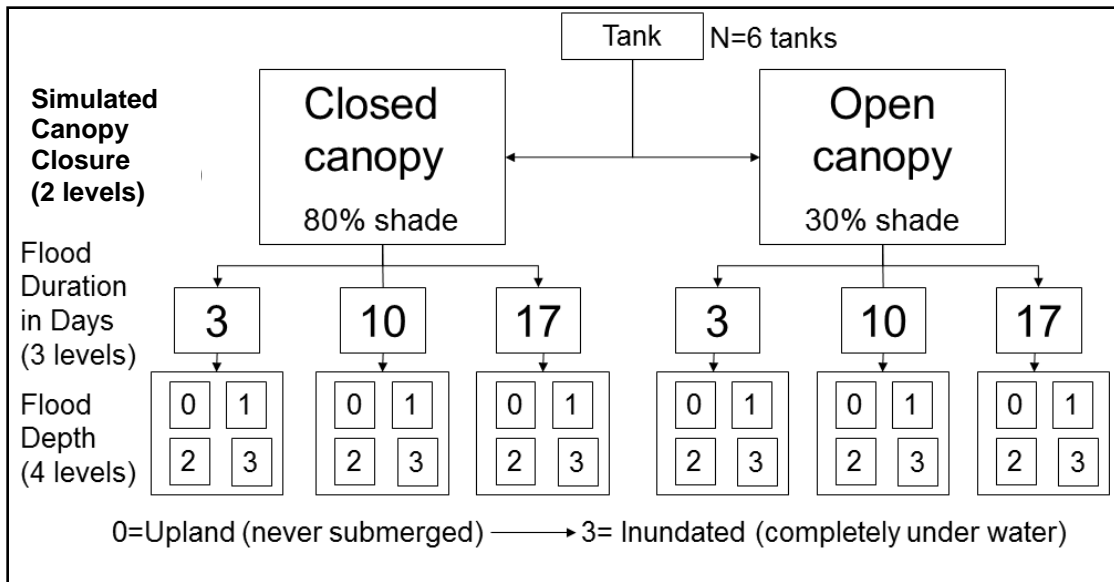 Tank
N=6 tanks
Simulated
Canopy
Closure
(2 levels)
Closed
canopy
80% shade
Open
canopy
30% shade
Flood
Duration
in Days
(3 levels)
3
10
17
3
10
17
Flood
Depth
(4 levels)
0 1
2 3
0 1
2 3
0 1
2 3
0 1
2 3
0 1
2 3
0 1
2 3
0=Upland (never submerged) 3= Inundated (completely under water)